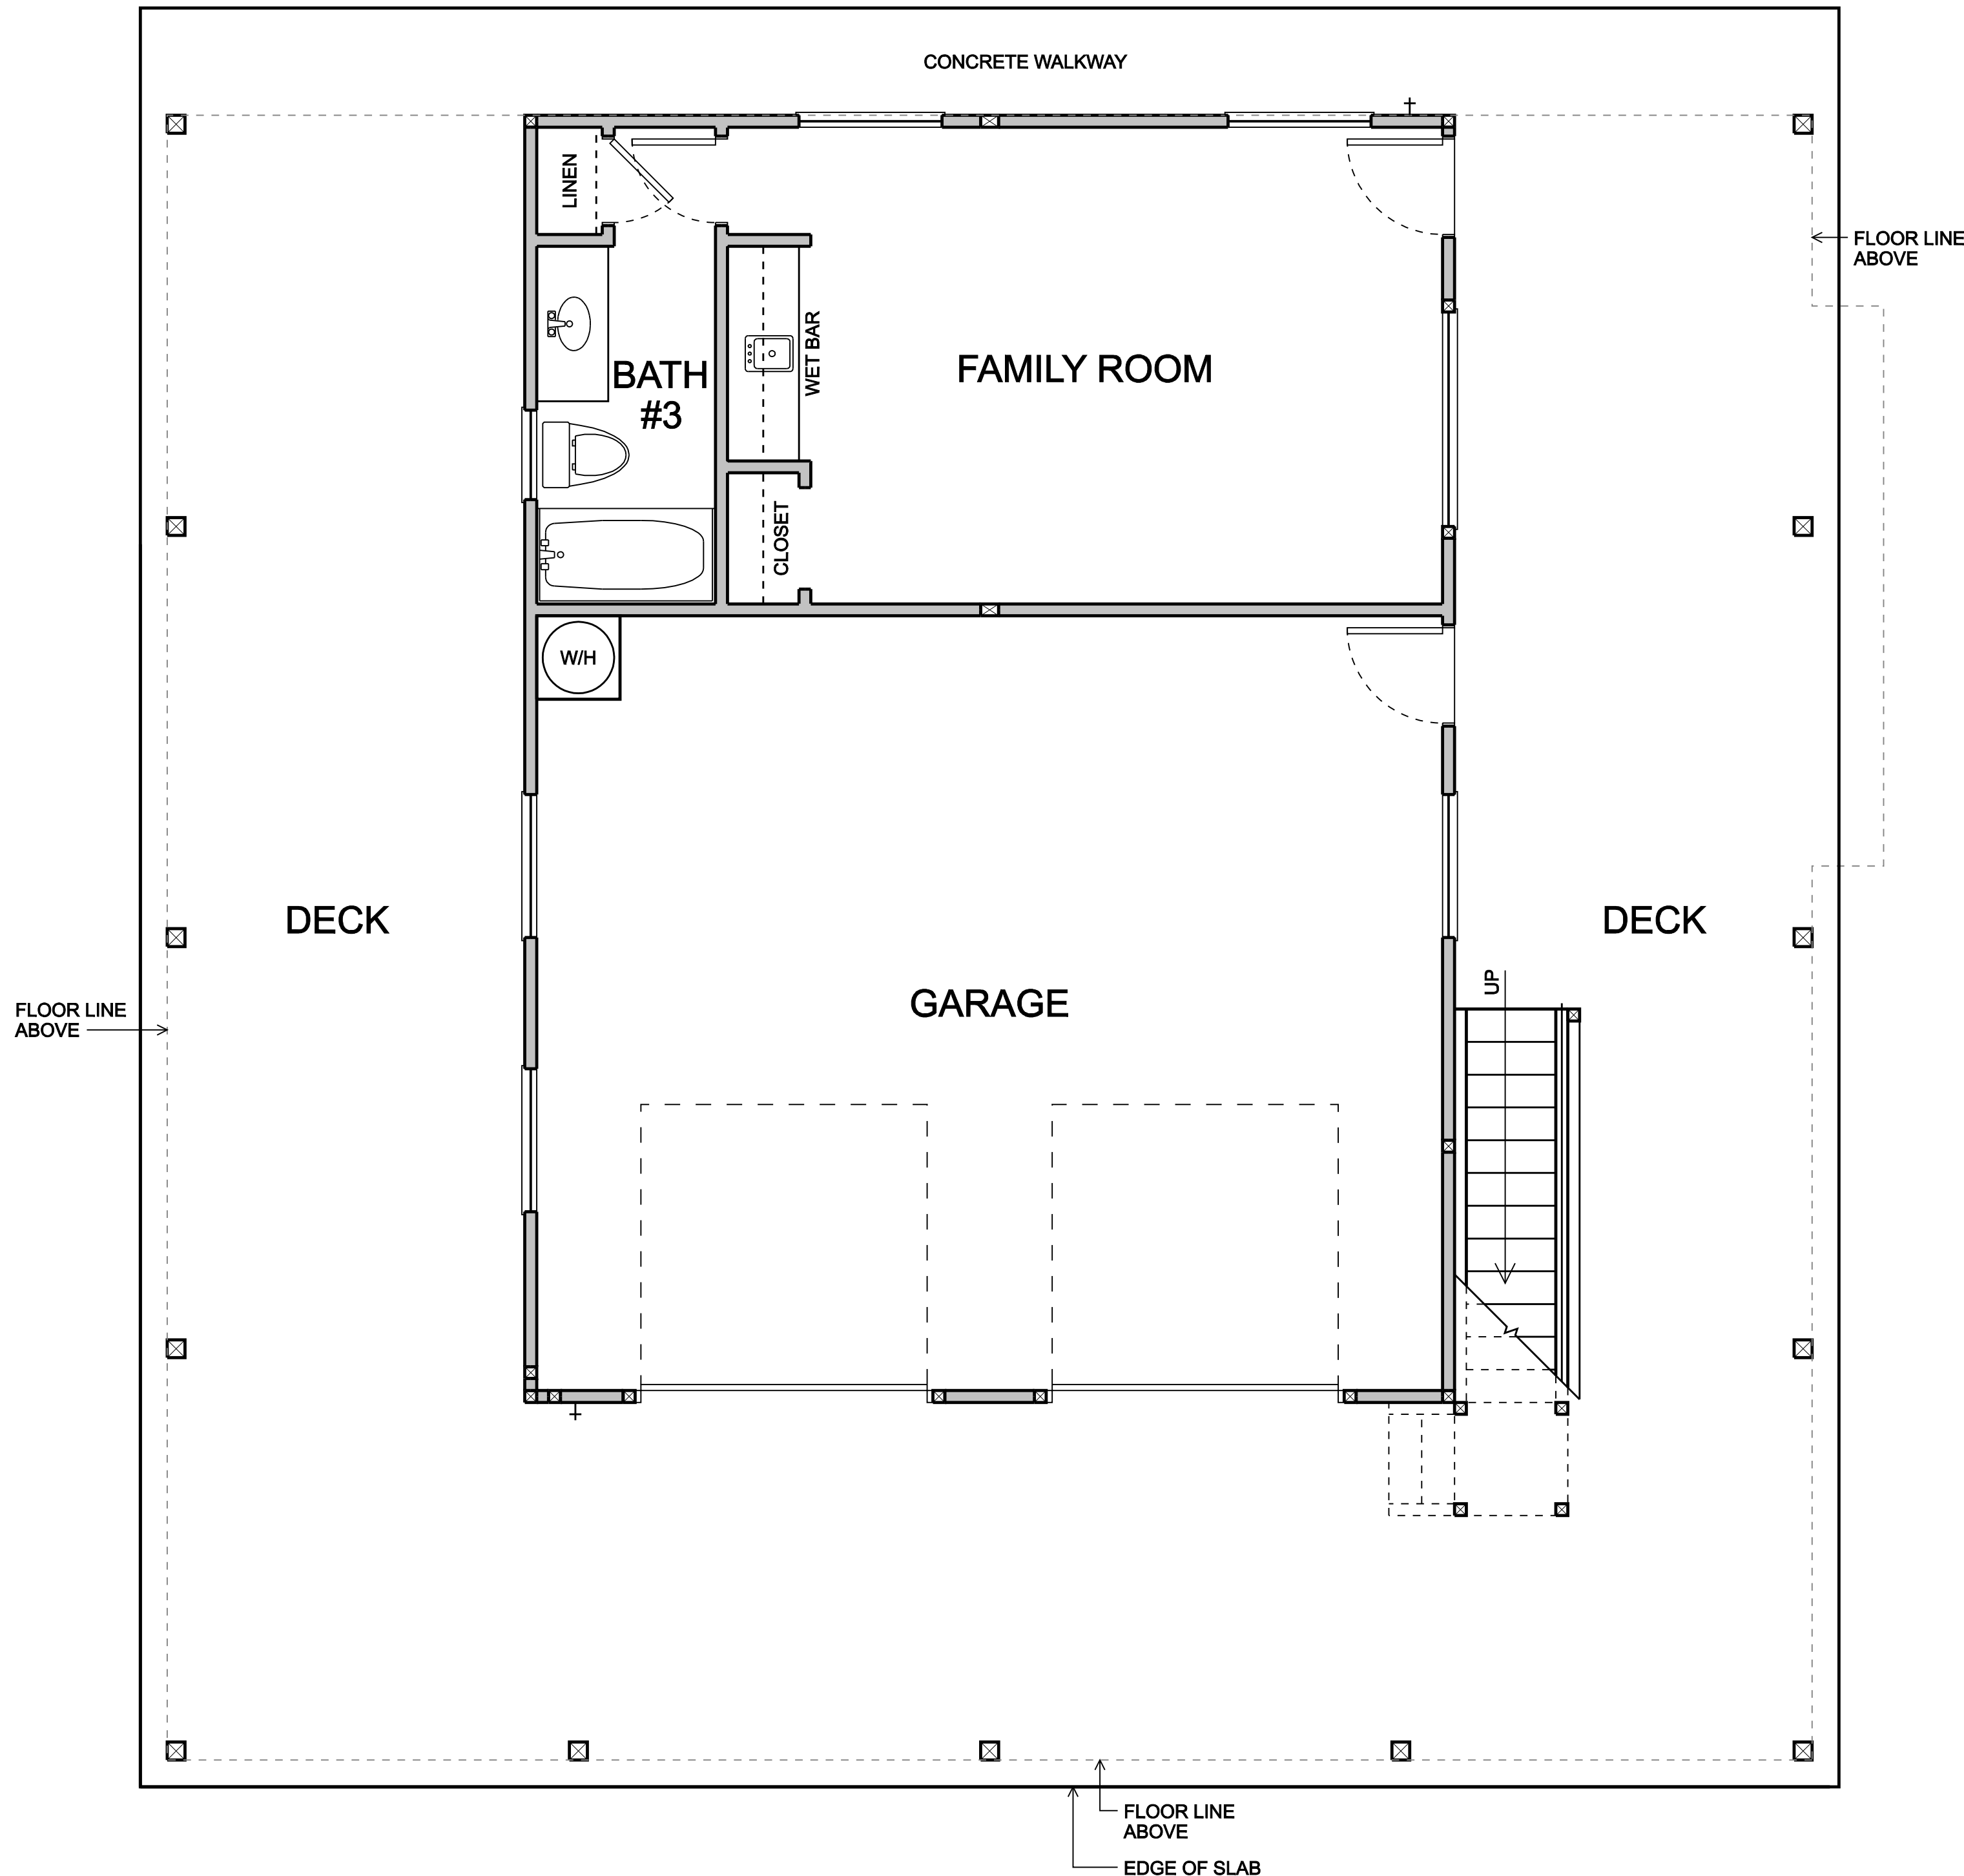 CONCRETE WALKWAY
LINEN
FLOOR LINE
ABOVE
WET BAR
FAMILY ROOM
BATH
#3
CLOSET
W/H
DECK
DECK
UP
GARAGE
FLOOR LINE
ABOVE
FLOOR LINE
ABOVE
EDGE OF SLAB